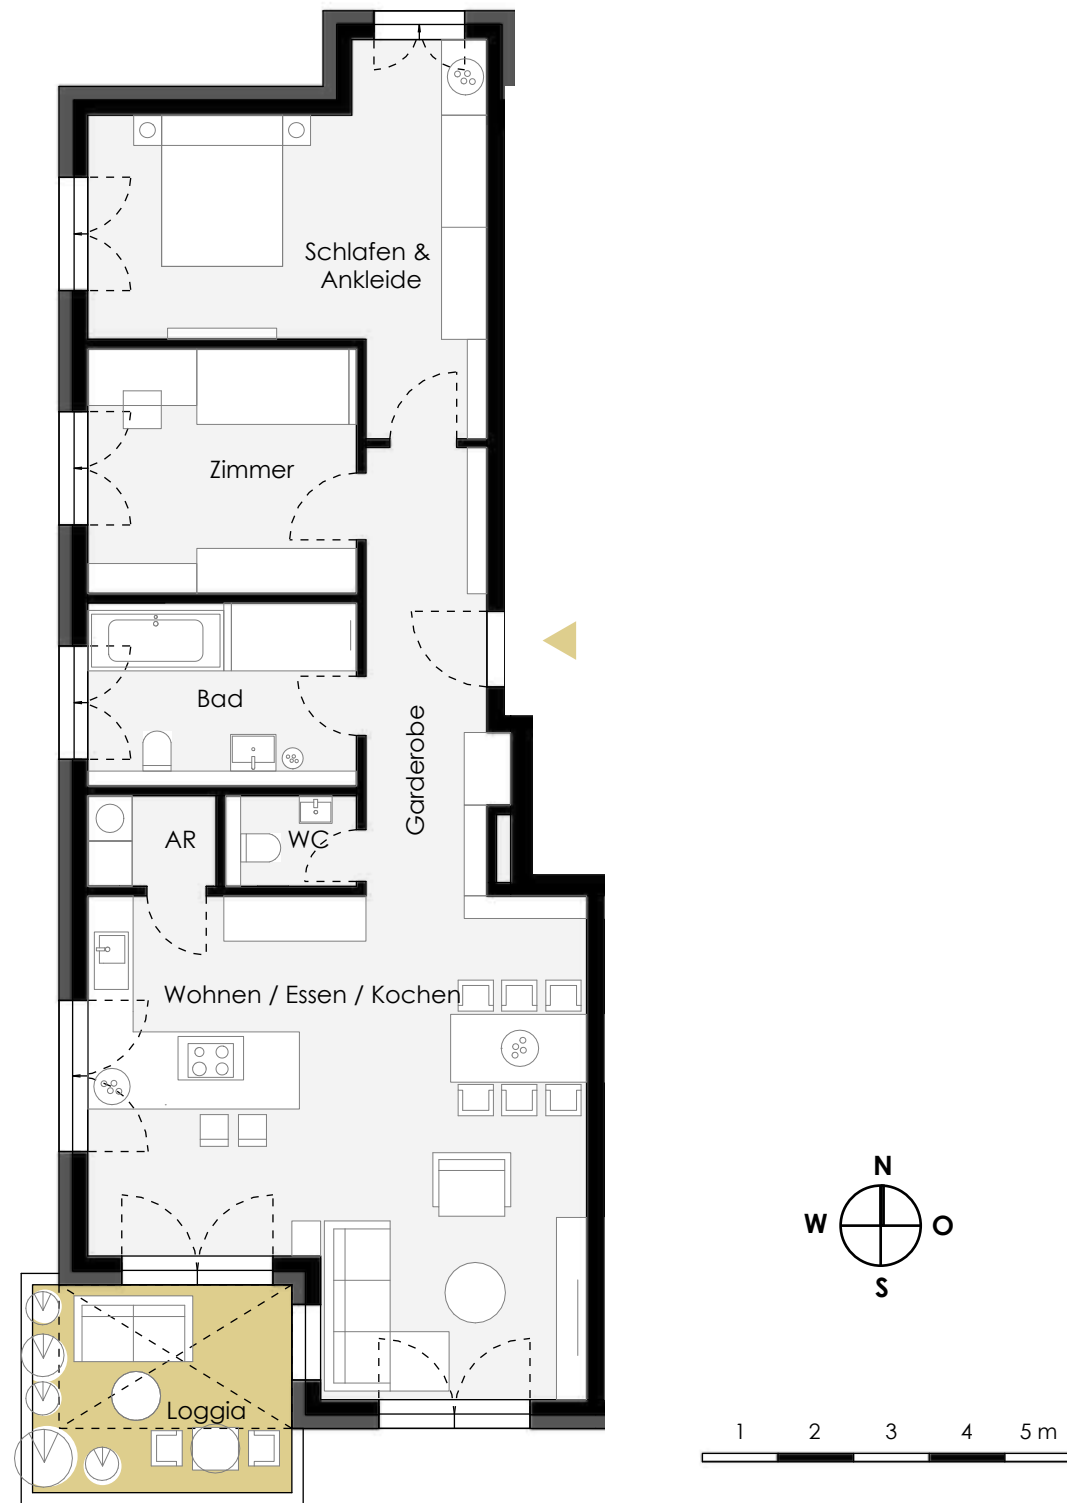 Schlafen &
Ankleide
Zimmer
Bad
Garderobe
AR
WC
Wohnen / Essen / Kochen
Loggia
N
W O
S
1 2 3 4 5 m